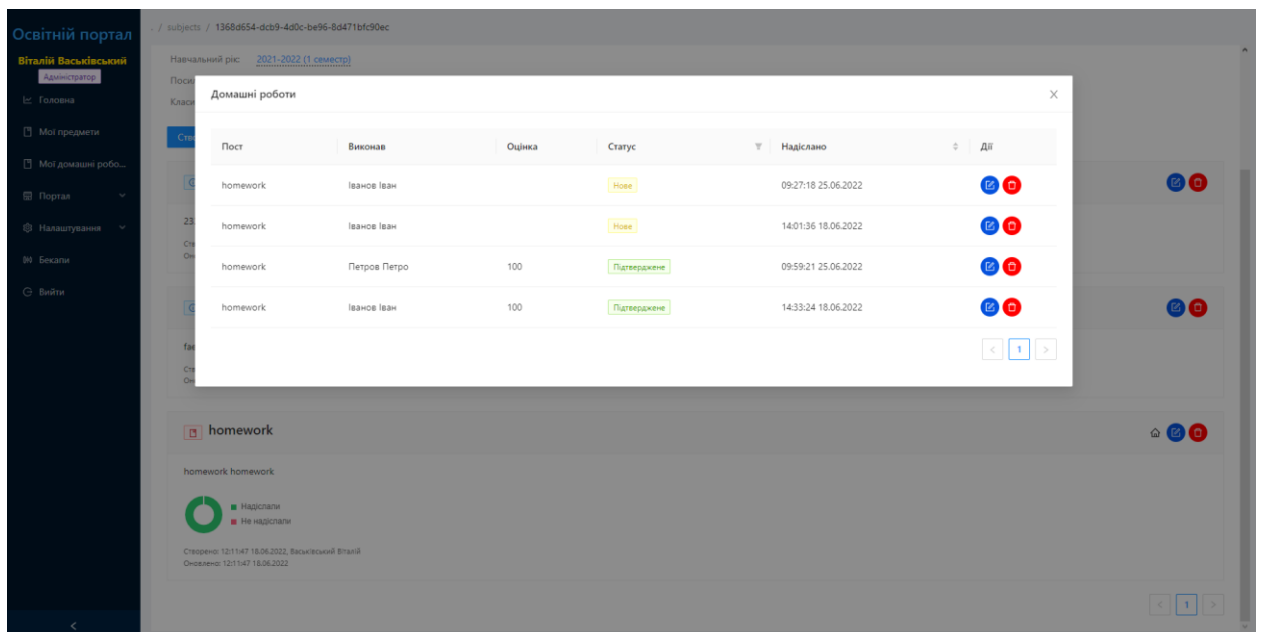 Освітній портал
Віталій Васьківський
Адміністратор
Головна
Мої предмети
Мої домашні робо...
Портал
Налаштування
Бекапи
Вийти
. / subjects / 1368d654-dcb9-4d0c-be96-8d471bfc90ec
Навчальний рік: 2021-2022 (1 семестр)
Домашні роботи
Пост Виконав Оцінка Статус Надіслано Дії
homework Іванов Іван Нове 09:27:18 25.06.2022
homework Іванов Іван Нове 14:01:36 18.06.2022
homework Петров Петро 100 Підтверджене 09:59:21 25.06.2022
homework Іванов Іван 100 Підтверджене 14:33:24 18.06.2022
< 1 >
homework
homework homework
Надіслали
Не надіслали
Створено: 12:11:47 18.06.2022, Васьківський Віталій
Оновлено: 12:11:47 18.06.2022
< 1 >